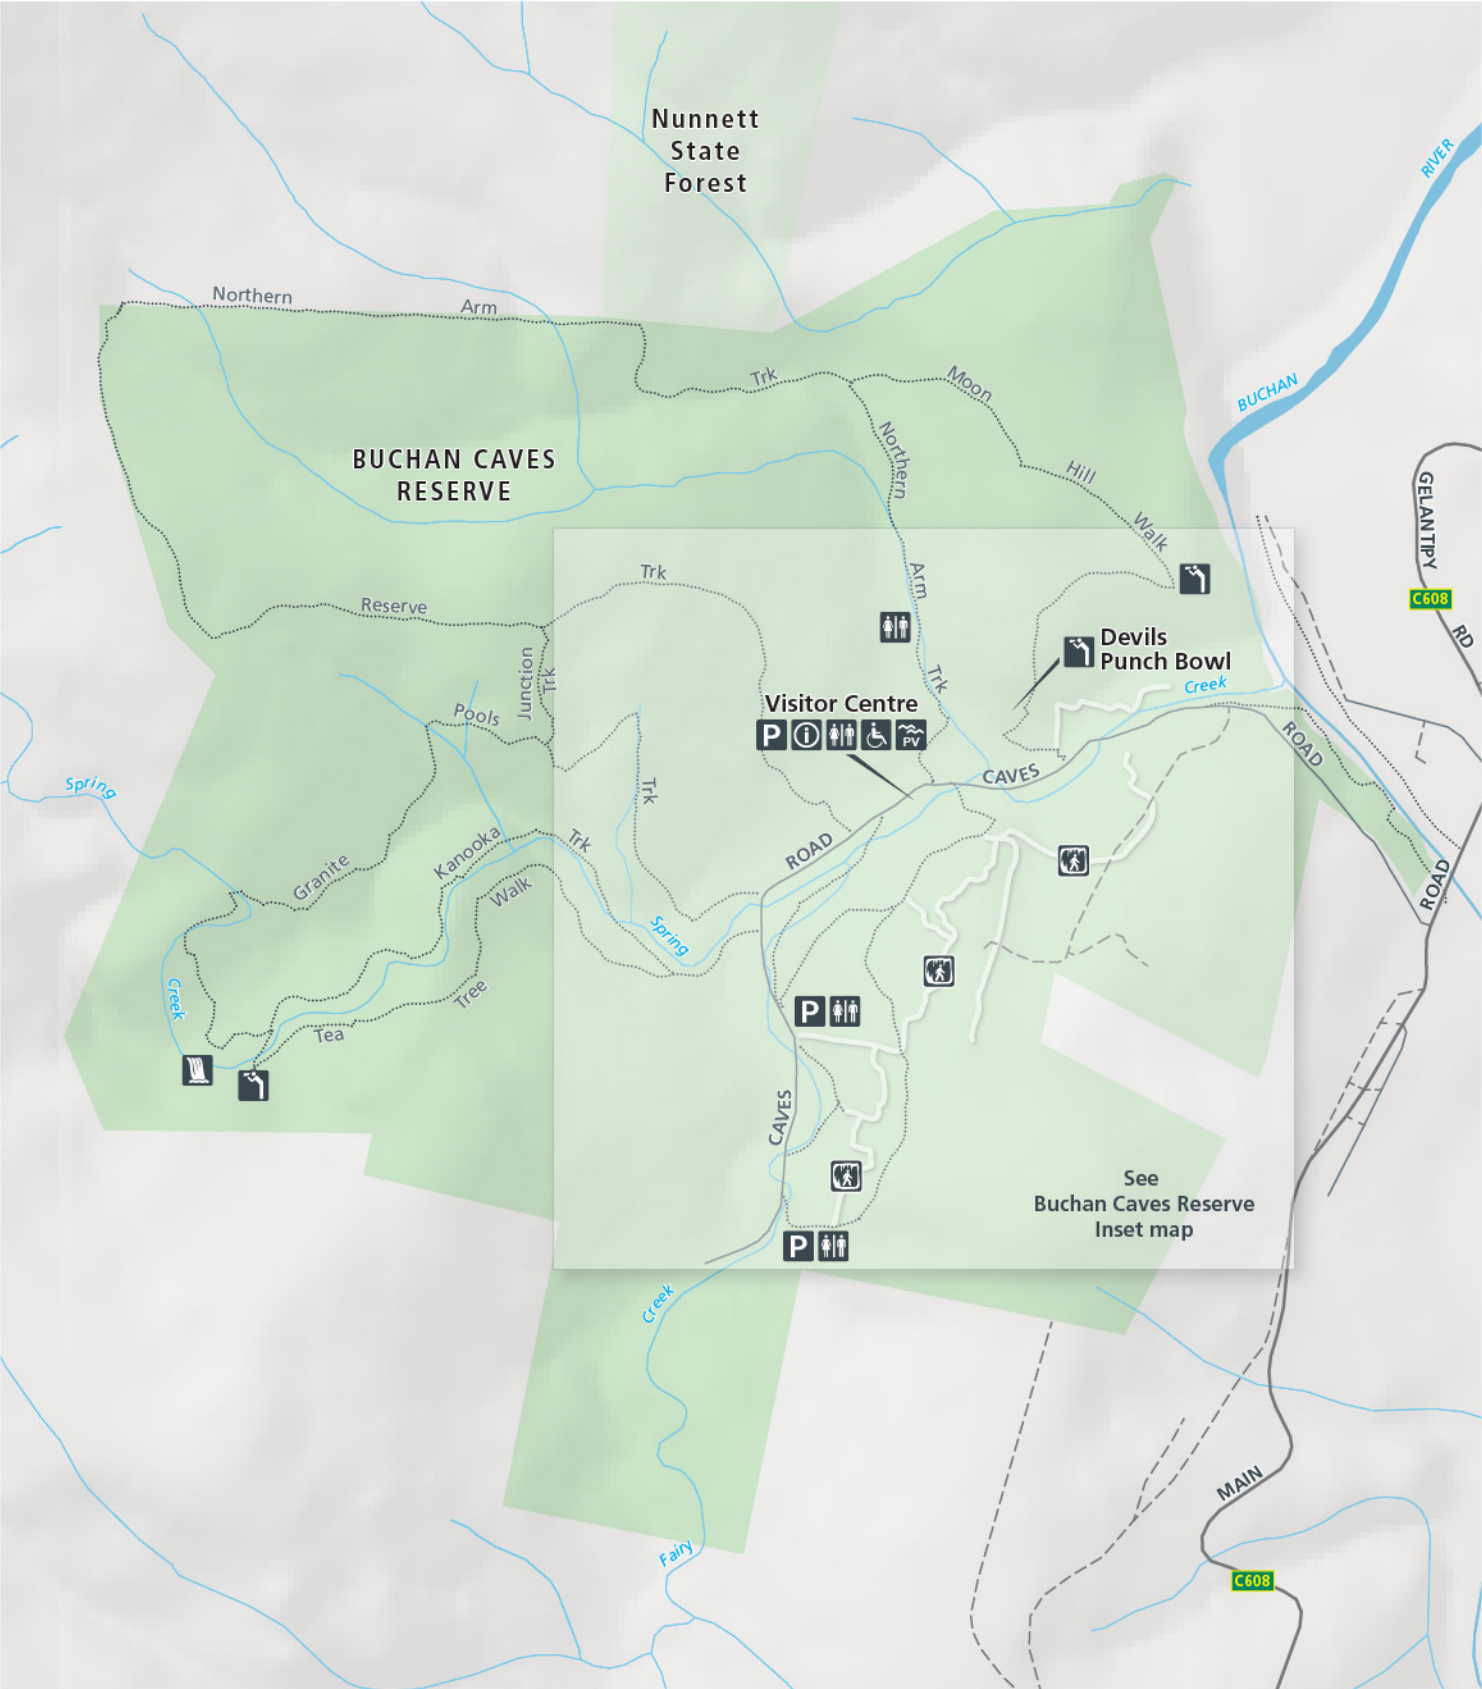 Nunnett
State
Forest
RIVER
BUCHAN
Northern
Arm
Trk
Moon
Hill
Walk
BUCHAN CAVES
RESERVE
Northern
Arm
Trk
GELANTIPY
RD
C608
Trk
Reserve
Junction
Trk
Devils
Punch Bowl
Creek
Visitor Centre
P i PV
ROAD
CAVES
Pools
Spring
Trk
Kanooka
Trk
ROAD
Granite
Walk
ROAD
Spring
Creek
Tree
Tea
P
CAVES
See
Buchan Caves Reserve
Inset map
P
Creek
MAIN
Fairy
C608